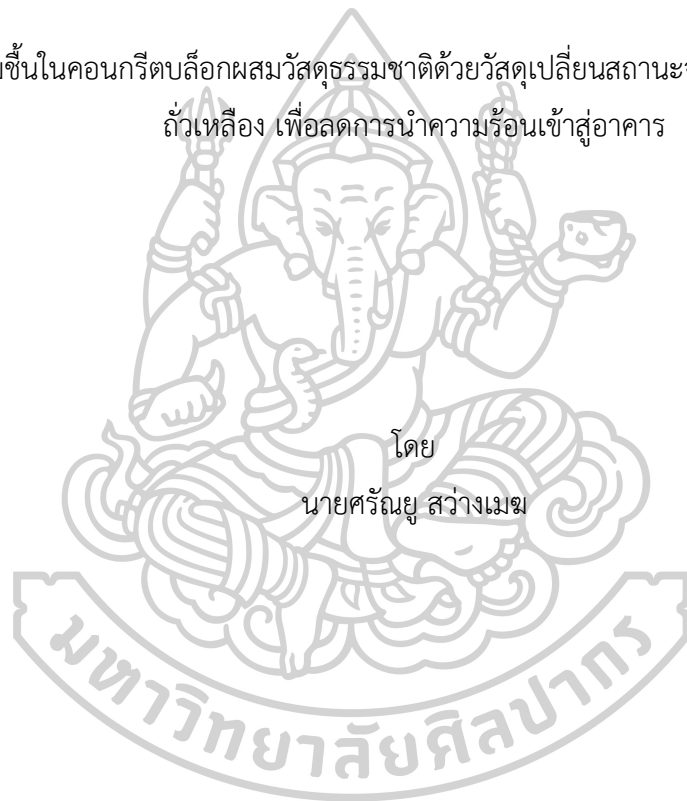 ชื้นในคอนกรีตบล็อกผสมวัสดุธรรมชาติด้วยวัสดุเปลี่ยนสถานะ
ถั่วเหลือง เพื่อลดการนำความร้อนเข้าสู่อาคาร
โดย
นายศรัณยู สว่างเมฆ
มหาวิทยาลัยศิลปากร